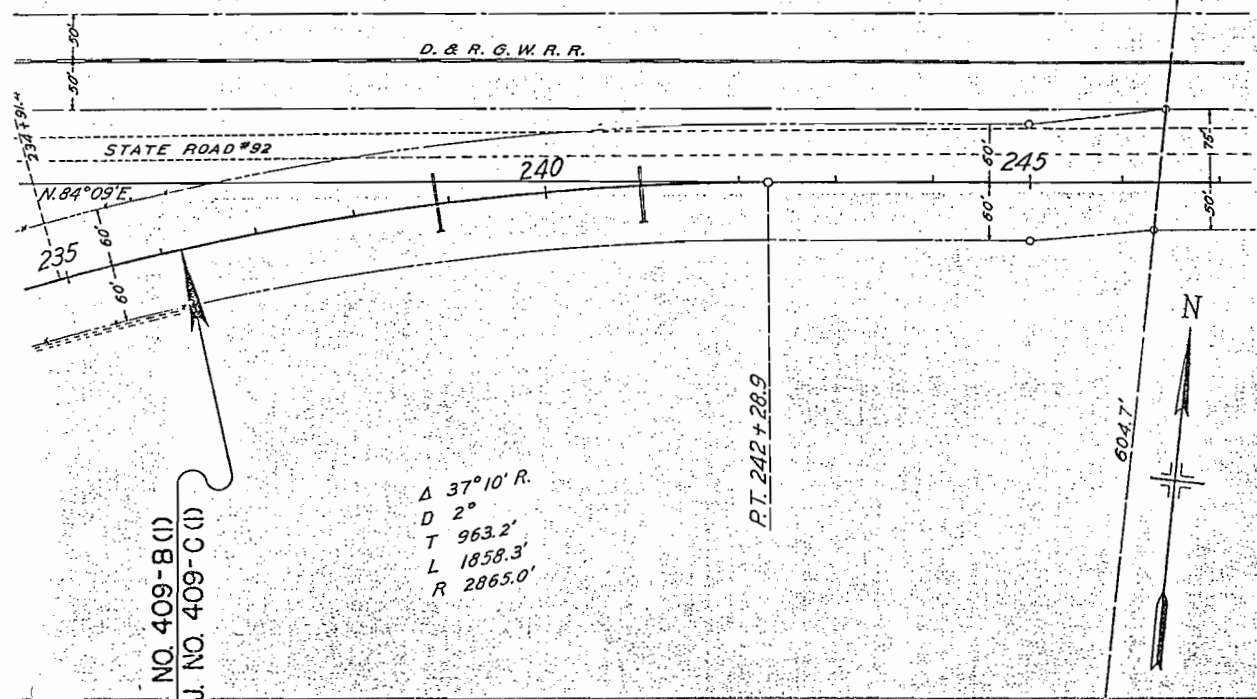 50'
50'
D. & R. G. W. R. R.
234+91.4
STATE ROAD #92
N. 84°09' E.
240
245
235
60'
60'
60'
60'
75'
50'
N
604.7'
P.T. 242+28.9
Δ 37°10' R.
D 2°
T 963.2'
L 1858.3'
R 2865.0'
NO. 409-B (1)
J. NO. 409-C (1)